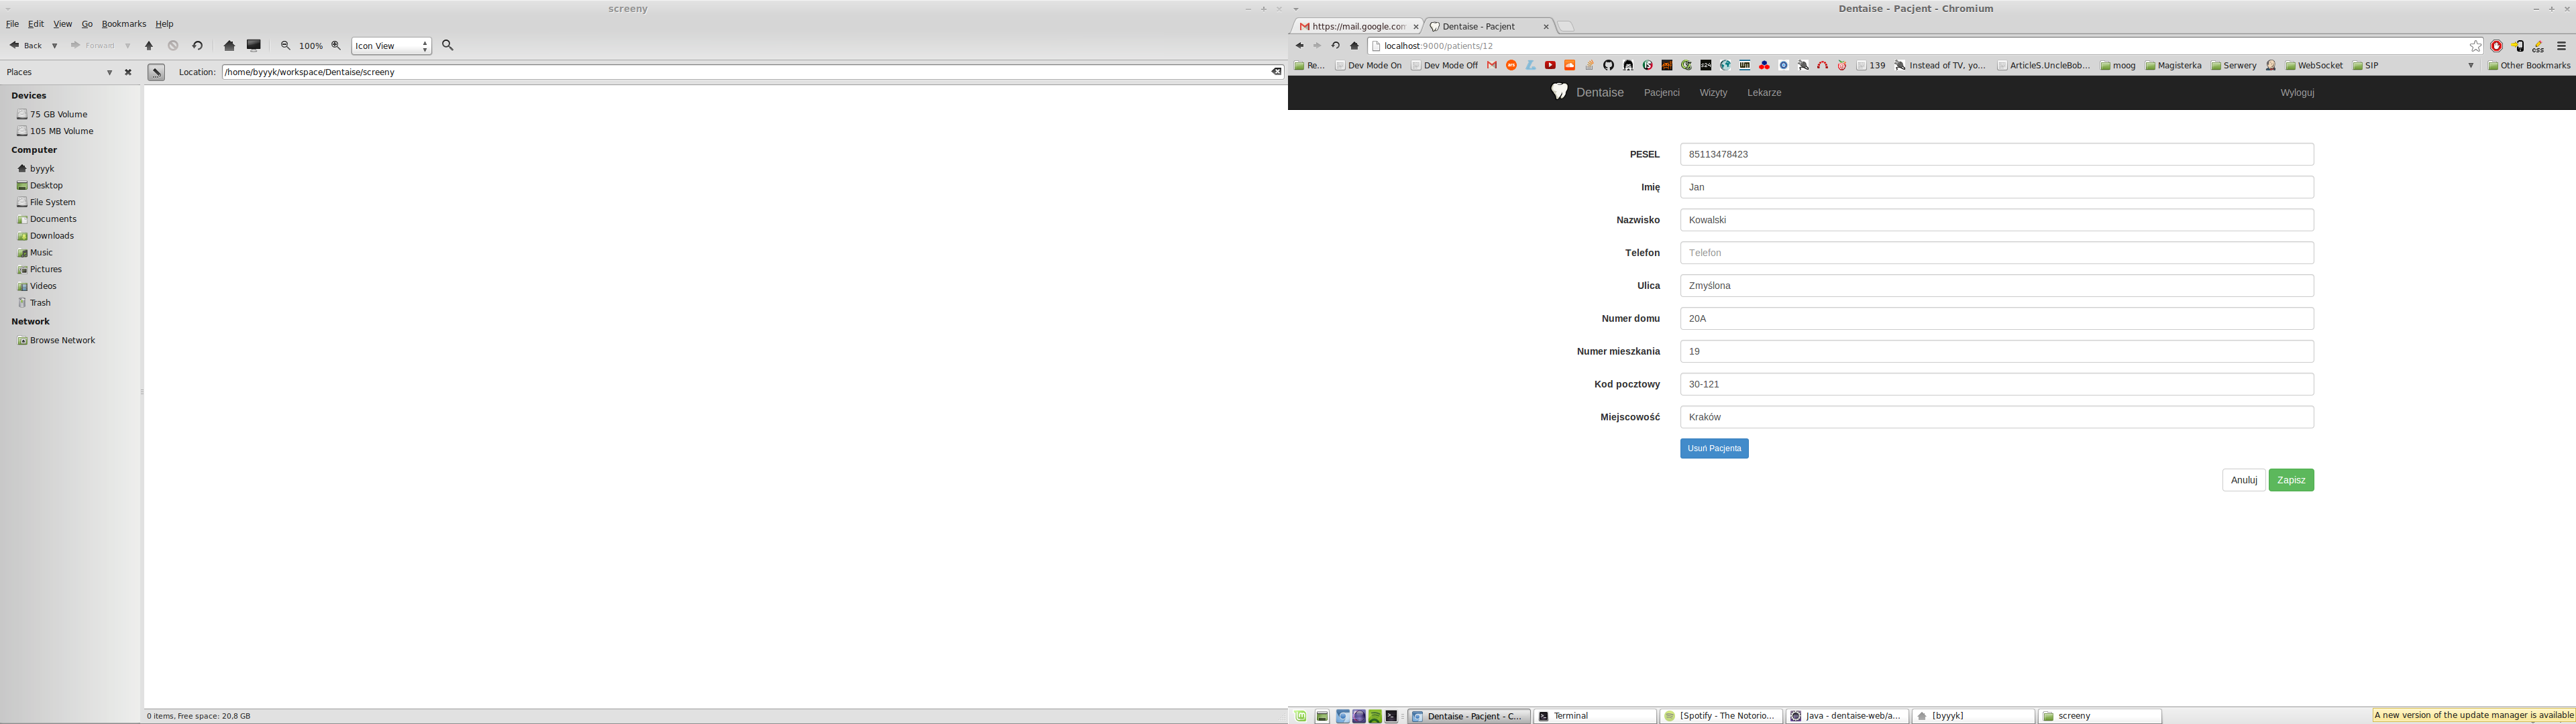 screeny
File Edit View Go Bookmarks Help
Back Forward 100% Icon View
Places Location: /home/byyyk/workspace/Dentaise/screeny
Devices
75 GB Volume
105 MB Volume
Computer
byyyk
Desktop
File System
Documents
Downloads
Music
Pictures
Videos
Trash
Network
Browse Network
0 items, Free space: 20,8 GB
Dentaise - Pacjent - Chromium
https://mail.google.com Dentaise - Pacjent
localhost:9000/patients/12
Re... Dev Mode On Dev Mode Off 139 Instead of TV, yo... ArticleS.UncleBob... moog Magisterka Serwery WebSocket SIP Other Bookmarks
Dentaise Pacjenci Wizyty Lekarze Wyloguj
PESEL 85113478423
Imię Jan
Nazwisko Kowalski
Telefon Telefon
Ulica Zmyślona
Numer domu 20A
Numer mieszkania 19
Kod pocztowy 30-121
Miejscowość Kraków
Usuń Pacjenta
Anuluj Zapisz
Dentaise - Pacjent - C... Terminal [Spotify - The Notorio... Java - dentaise-web/a... [byyyk] screeny A new version of the update manager is available